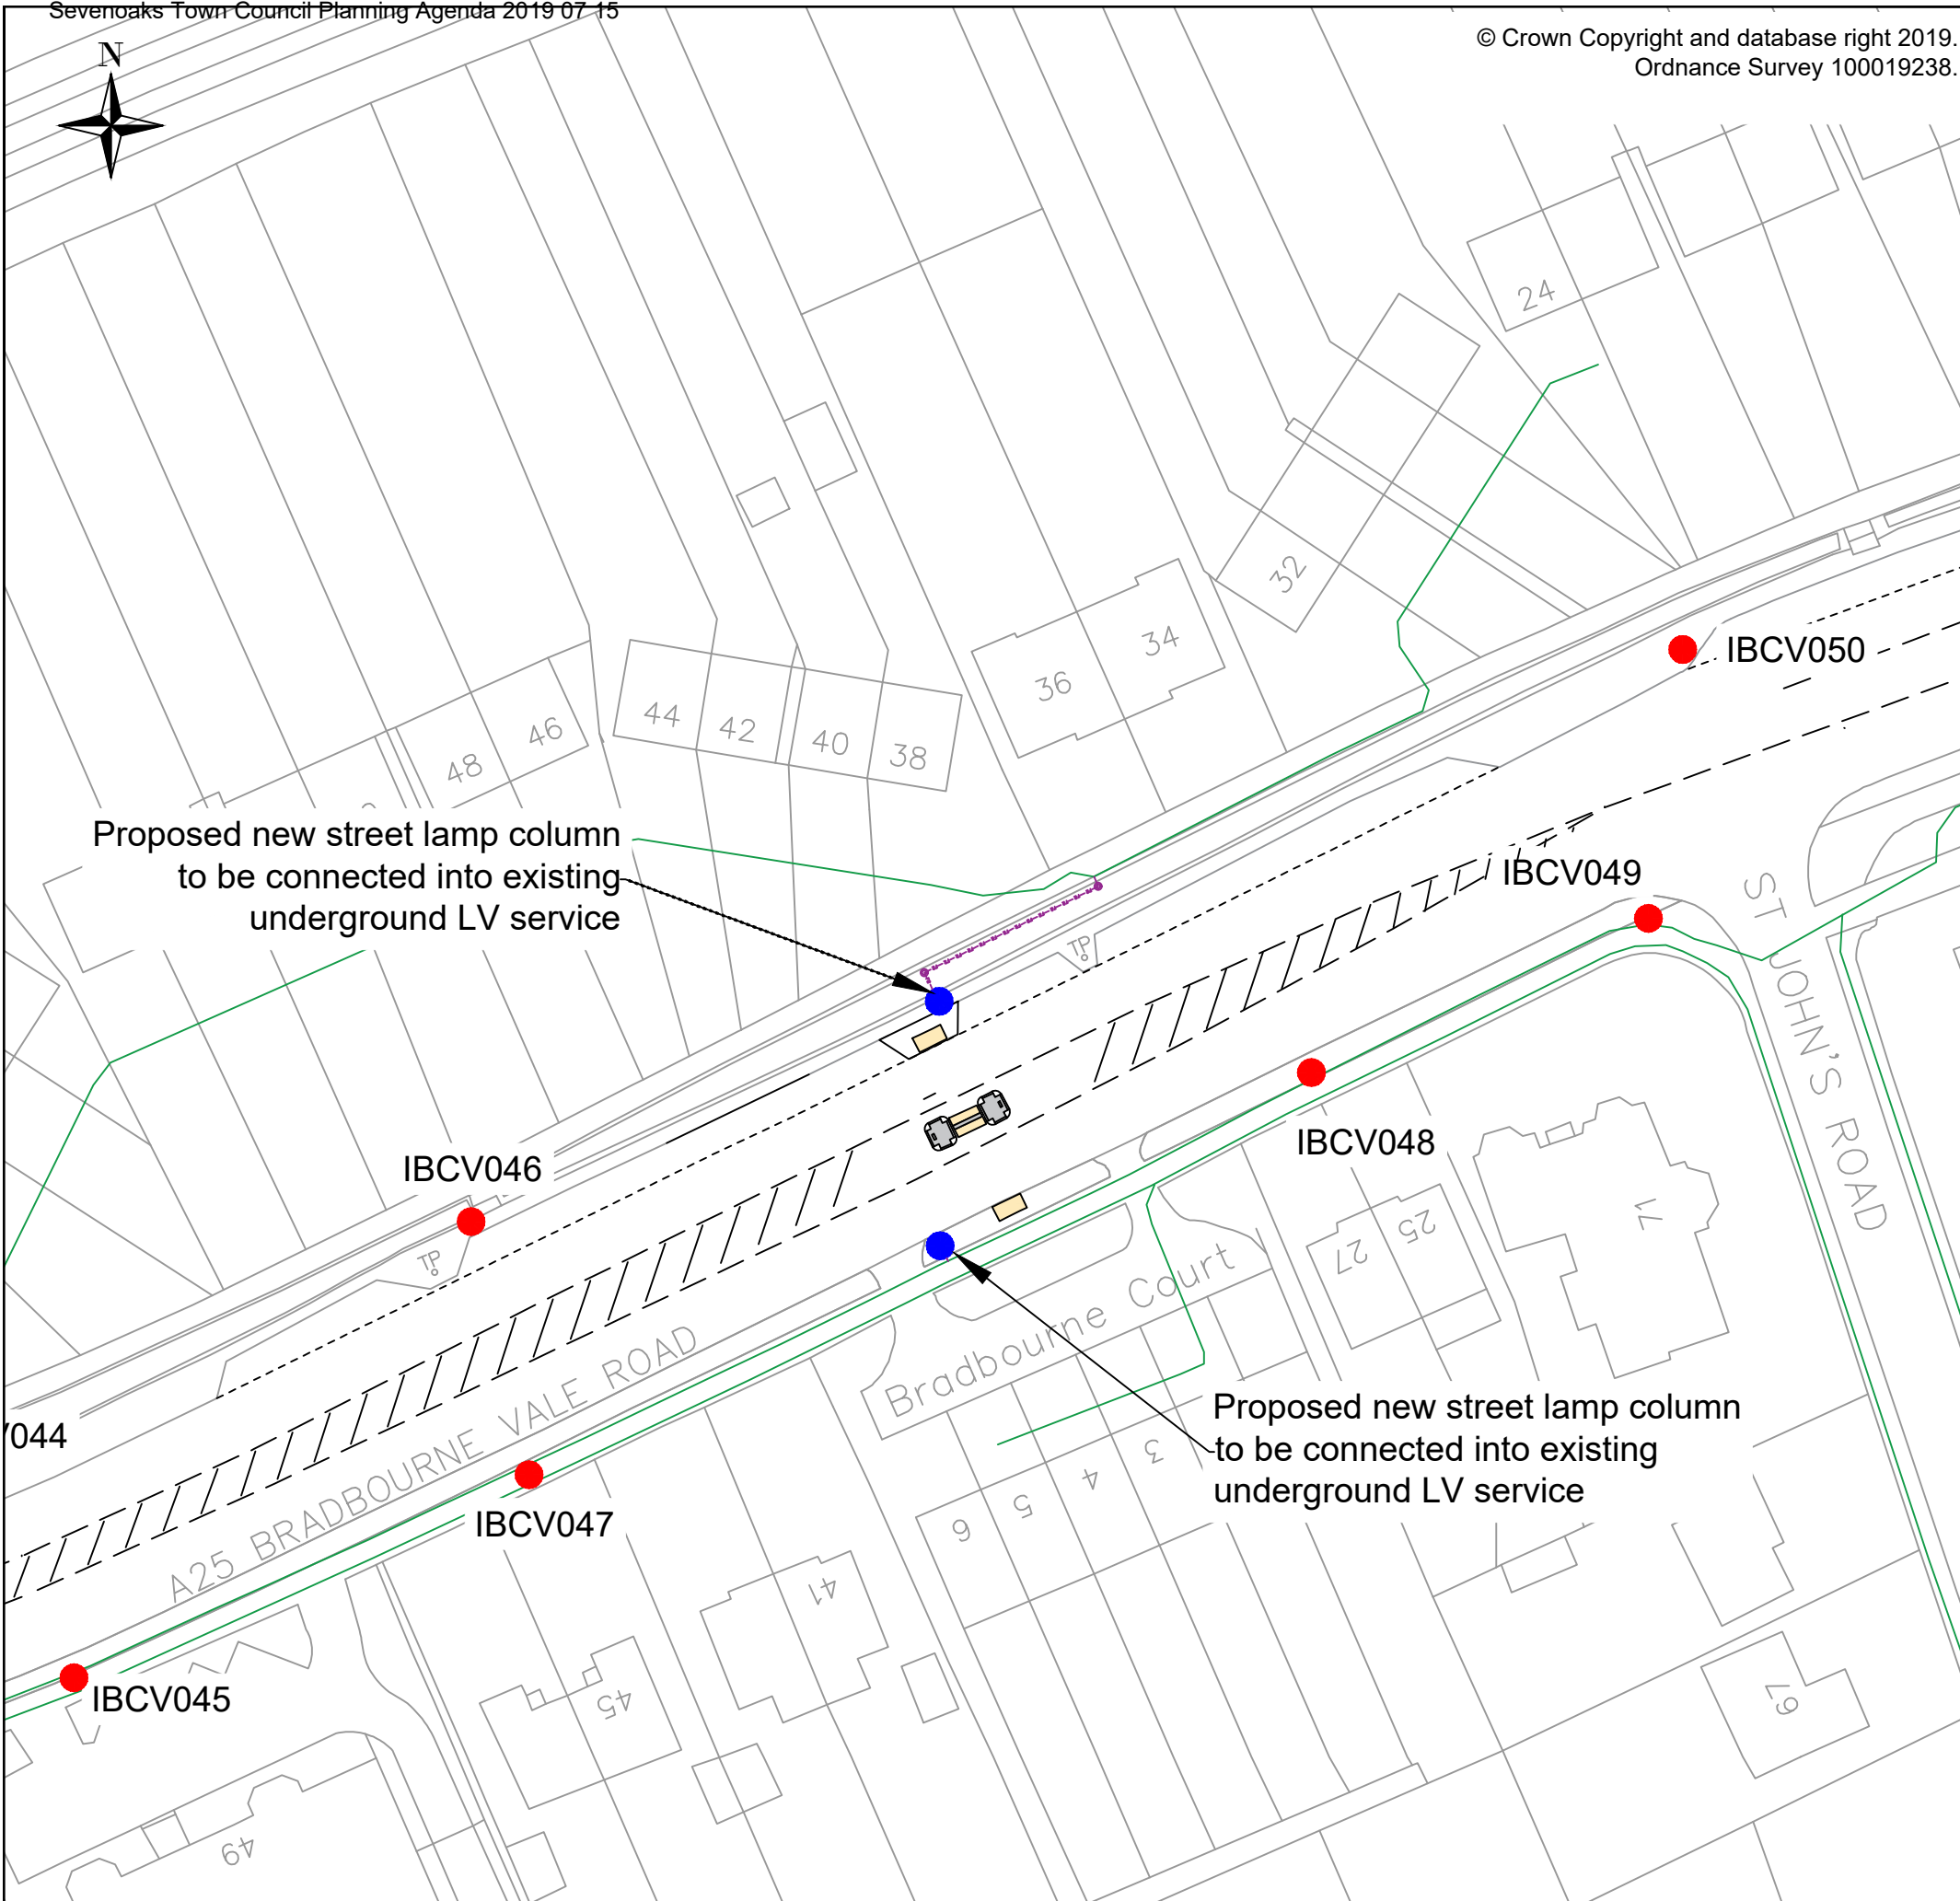 Sevenoaks Town Council Planning Agenda 2019 07 15
© Crown Copyright and database right 2019.
Ordnance Survey 100019238.
N
24
32
34
36
IBCV050
44
42
40
38
46
48
Proposed new street lamp column
to be connected into existing
underground LV service
IBCV049
TP
ST JOHN'S ROAD
IBCV048
IBCV046
TP
25
27
71
Bradbourne Court
A25 BRADBOURNE VALE ROAD
V044
Proposed new street lamp column
to be connected into existing
underground LV service
3
4
5
6
IBCV047
41
45
IBCV045
67
49